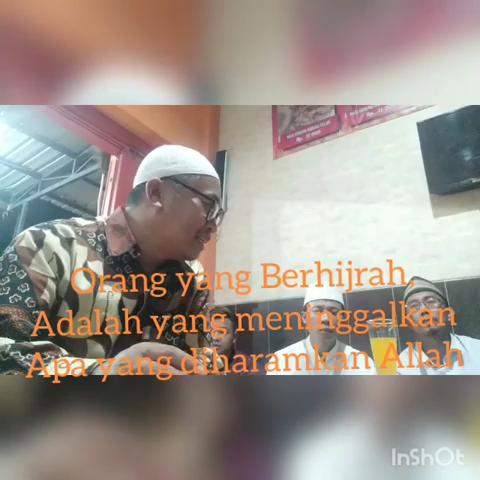 Orang yang Berhijrah,
Adalah yang meninggalkan
Apa yang diharamkan Allah
InShOt